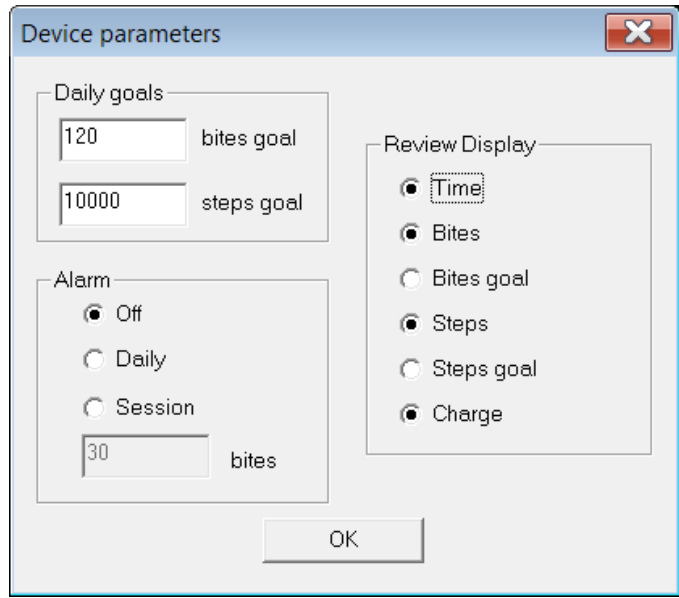 Device parameters
Daily goals
120 bites goal
10000 steps goal
Alarm
Off
Daily
Session
30 bites
Review Display
Time
Bites
Bites goal
Steps
Steps goal
Charge
OK